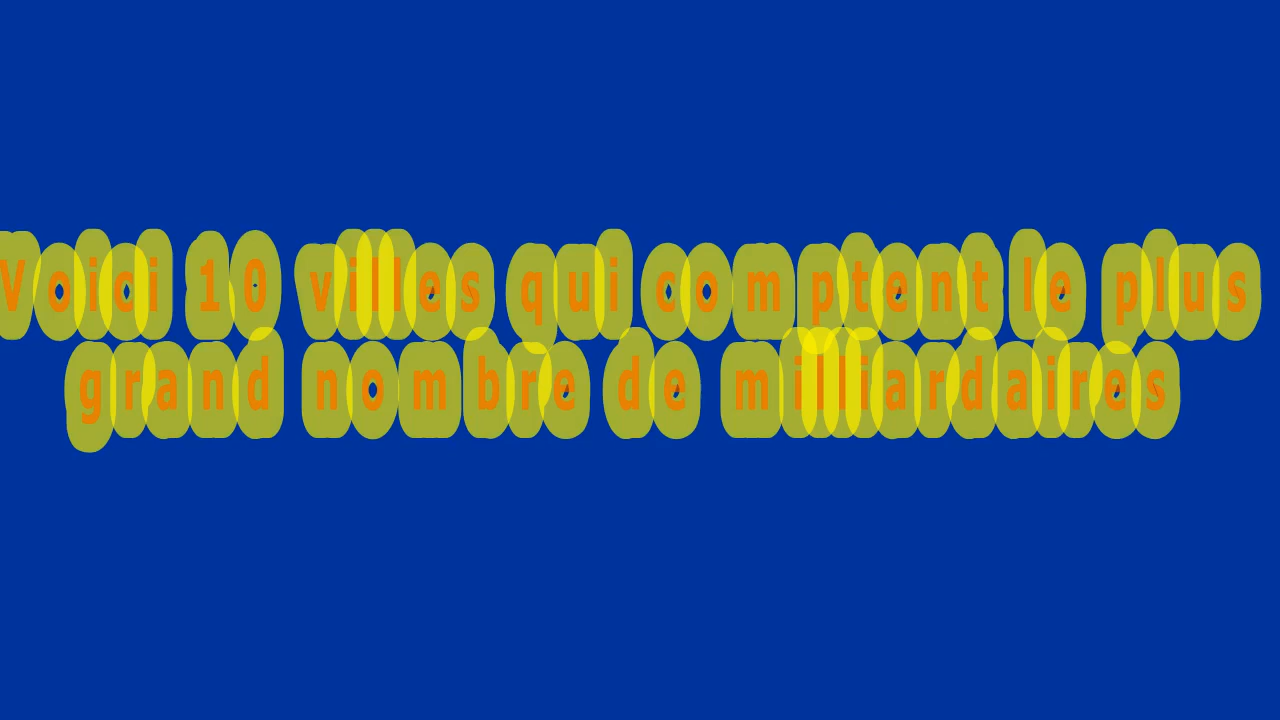 Voici 10 villes qui comptent le plus
grand nombre de milliardaires